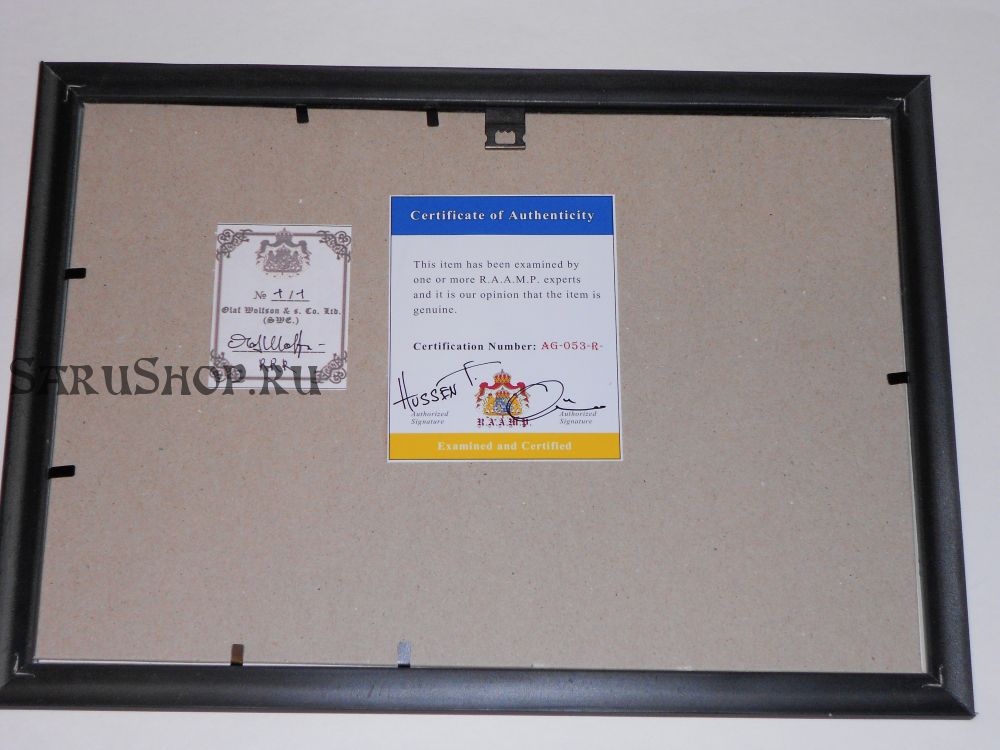 Certificate of Authenticity
This item has been examined by
one or more R.A.A.M.P. experts
and it is our opinion that the item is
genuine.
Certification Number: AG-053-R-
HUSSEN T.
Authorized
Signature
Authorized
Signature
R.A.A.M.P.
Examined and Certified
№ 1/1
Olaf Wolfson & s. Co. Ltd.
(SWE.)
RRR
SARUSHOP.RU